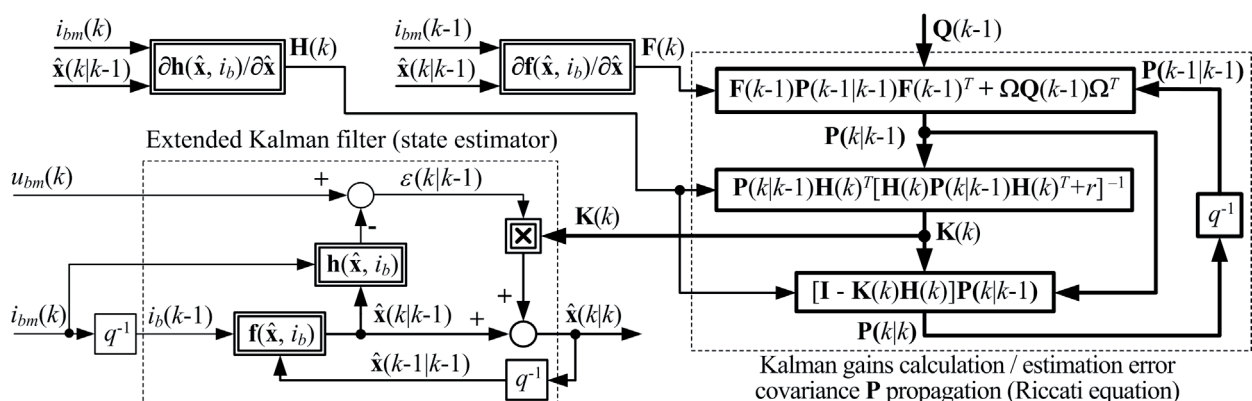 i_bm(k)
x̂(k|k-1)
∂h(x̂, i_b)/∂x̂
H(k)
i_bm(k-1)
x̂(k|k-1)
∂f(x̂, i_b)/∂x̂
F(k)
Q(k-1)
F(k-1)P(k-1|k-1)F(k-1)^T + ΩQ(k-1)Ω^T
P(k-1|k-1)
P(k|k-1)
Extended Kalman filter (state estimator)
u_bm(k)
+
ε(k|k-1)
-
P(k|k-1)H(k)^T[H(k)P(k|k-1)H(k)^T+r]^-1
q^-1
K(k)
K(k)
h(x̂, i_b)
[I - K(k)H(k)]P(k|k-1)
+
i_bm(k)
q^-1
i_b(k-1)
f(x̂, i_b)
x̂(k|k-1)
+
x̂(k|k)
P(k|k)
x̂(k-1|k-1)
q^-1
Kalman gains calculation / estimation error
covariance P propagation (Riccati equation)